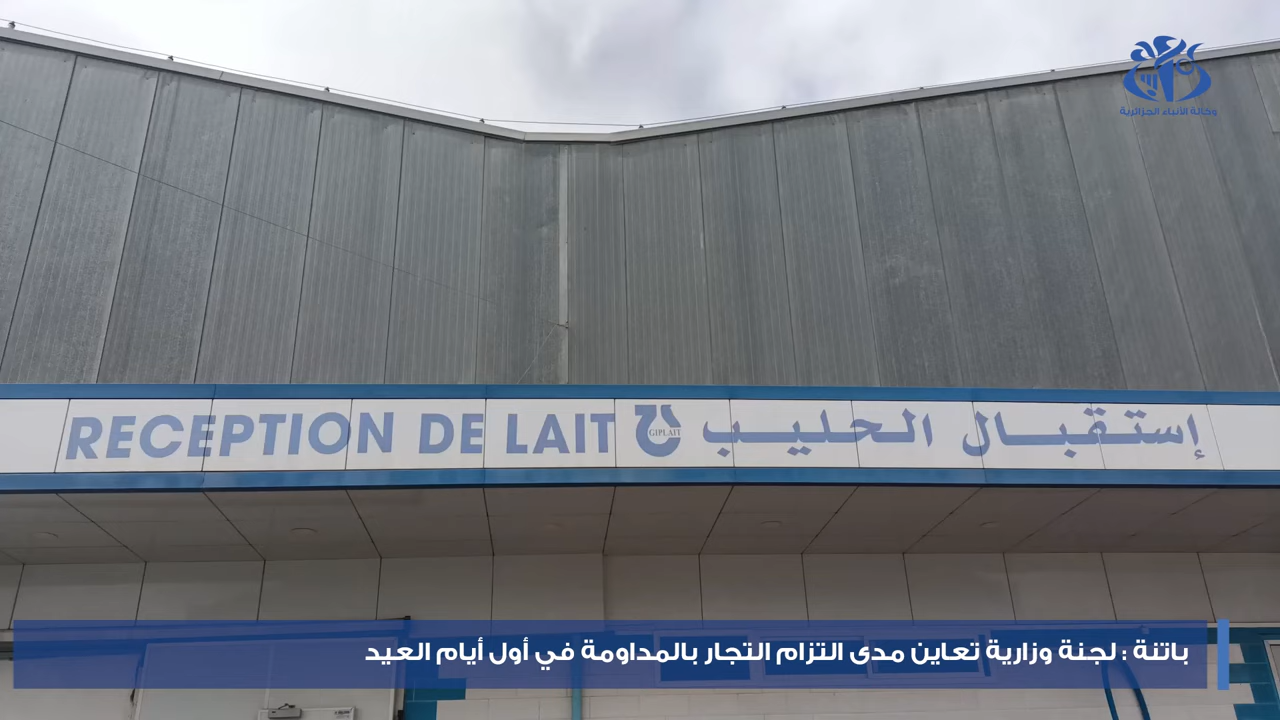 وكالة الأنباء الجزائرية
RECEPTION DE LAIT GIPLAIT إستقبال الحليب
باتنة : لجنة وزارية تعاين مدى التزام التجار بالمداومة في أول أيام العيد